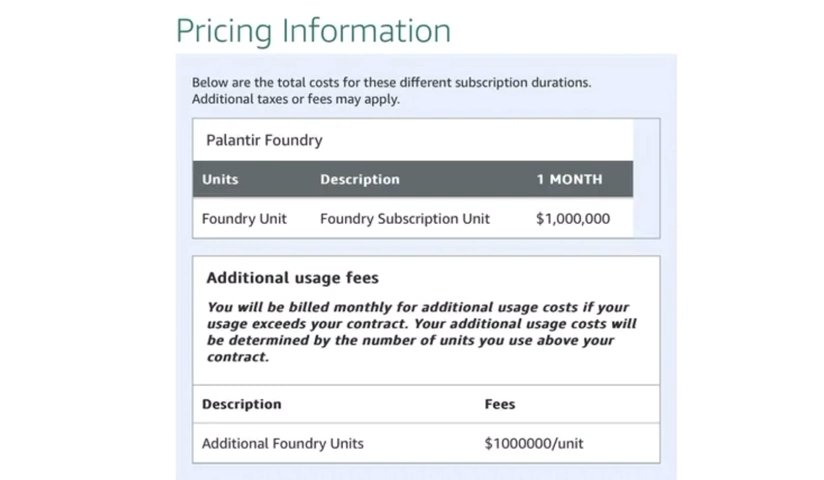 Pricing Information
Below are the total costs for these different subscription durations.
Additional taxes or fees may apply.
Palantir Foundry
Units Description 1 MONTH
Foundry Unit Foundry Subscription Unit $1,000,000
Additional usage fees
You will be billed monthly for additional usage costs if your
usage exceeds your contract. Your additional usage costs will
be determined by the number of units you use above your
contract.
Description Fees
Additional Foundry Units $1000000/unit